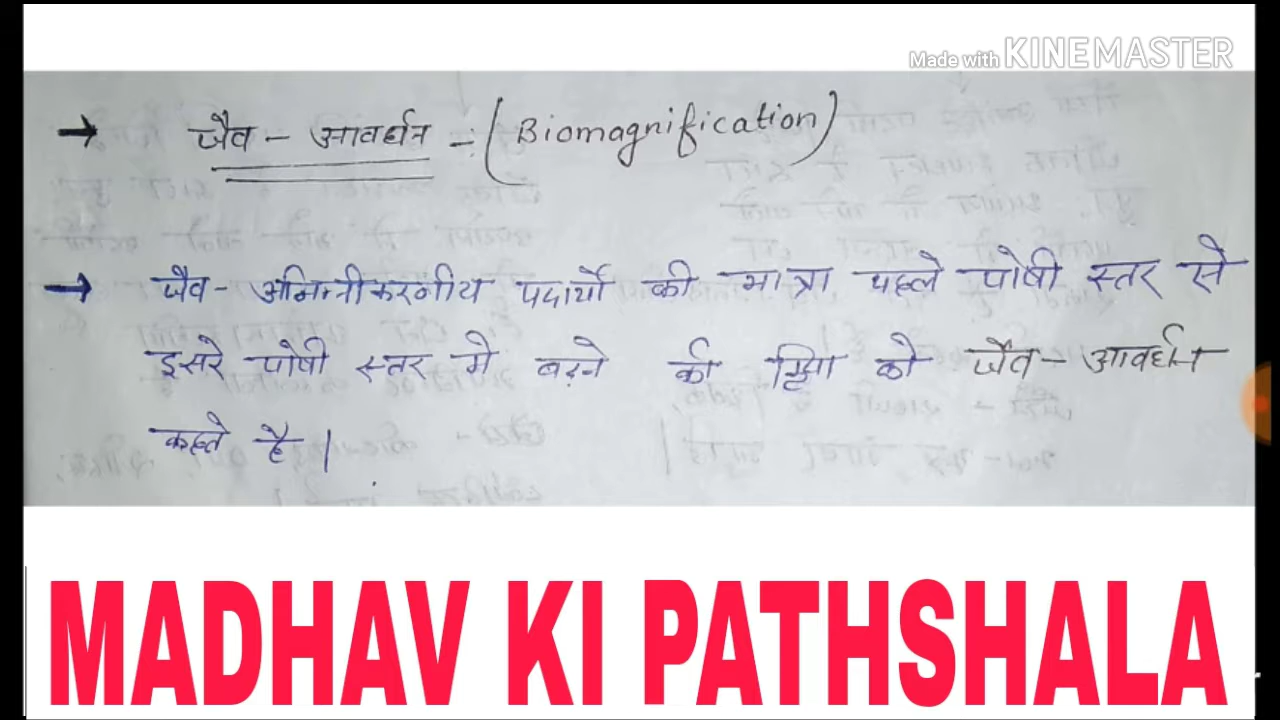 Made with KINEMASTER
→ जैव - आवर्धन - : (Biomagnification)
→ जैव - अनिम्नीकरणीय पदार्थो की मात्रा पहले पोषी स्तर से
दुसरे पोषी स्तर मे बढ़ने की को जैव - आवर्धन
कहते है |
MADHAV KI PATHSHALA